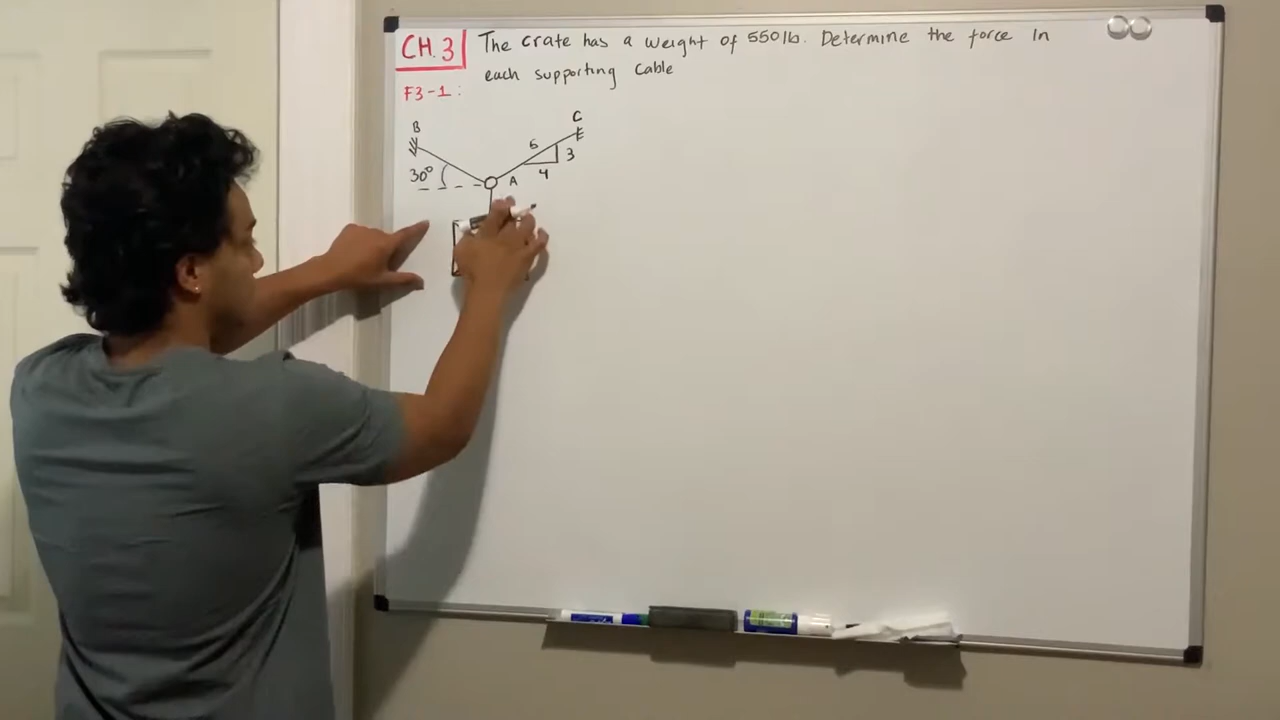 CH.3 The crate has a weight of 550lb. Determine the force in
each supporting cable
F3-1:
B
C
5
3
30°
A
4